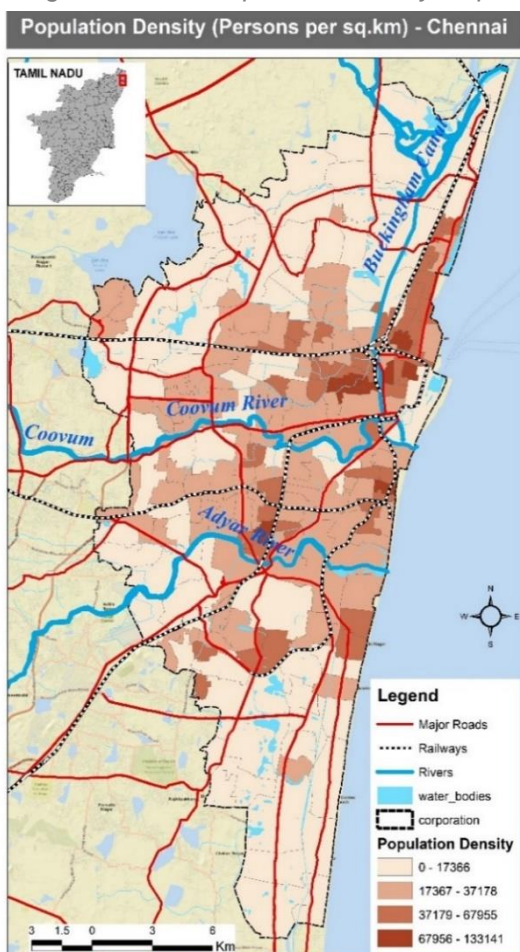 Population Density (Persons per sq.km) - Chennai
TAMIL NADU
Buckingham Canal
Coovum River
Coovum
Adyar River
N
W E
S
Legend
Major Roads
Railways
Rivers
water_bodies
corporation
Population Density
0 - 17366
17367 - 37178
37179 - 67955
67956 - 133141
3 1.5 0 3 6
Km